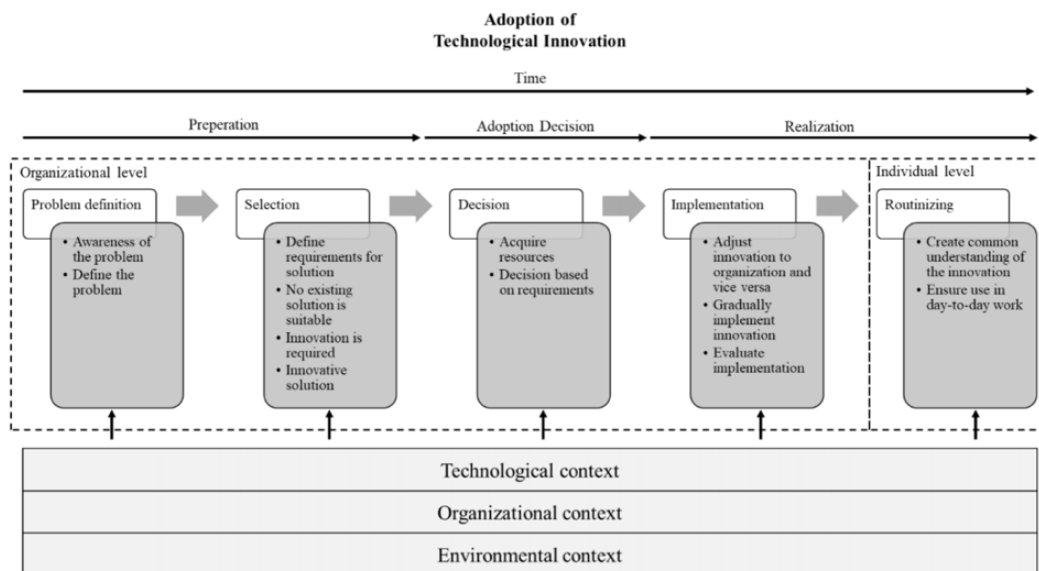 Adoption of
Technological Innovation
Time
Preperation
Adoption Decision
Realization
Organizational level
Individual level
Problem definition
Selection
Decision
Implementation
Routinizing
• Awareness of
the problem
• Define the
problem
• Define
requirements for
solution
• No existing
solution is
suitable
• Innovation is
required
• Innovative
solution
• Acquire
resources
• Decision based
on requirements
• Adjust
innovation to
organization and
vice versa
• Gradually
implement
innovation
• Evaluate
implementation
• Create common
understanding of
the innovation
• Ensure use in
day-to-day work
Technological context
Organizational context
Environmental context